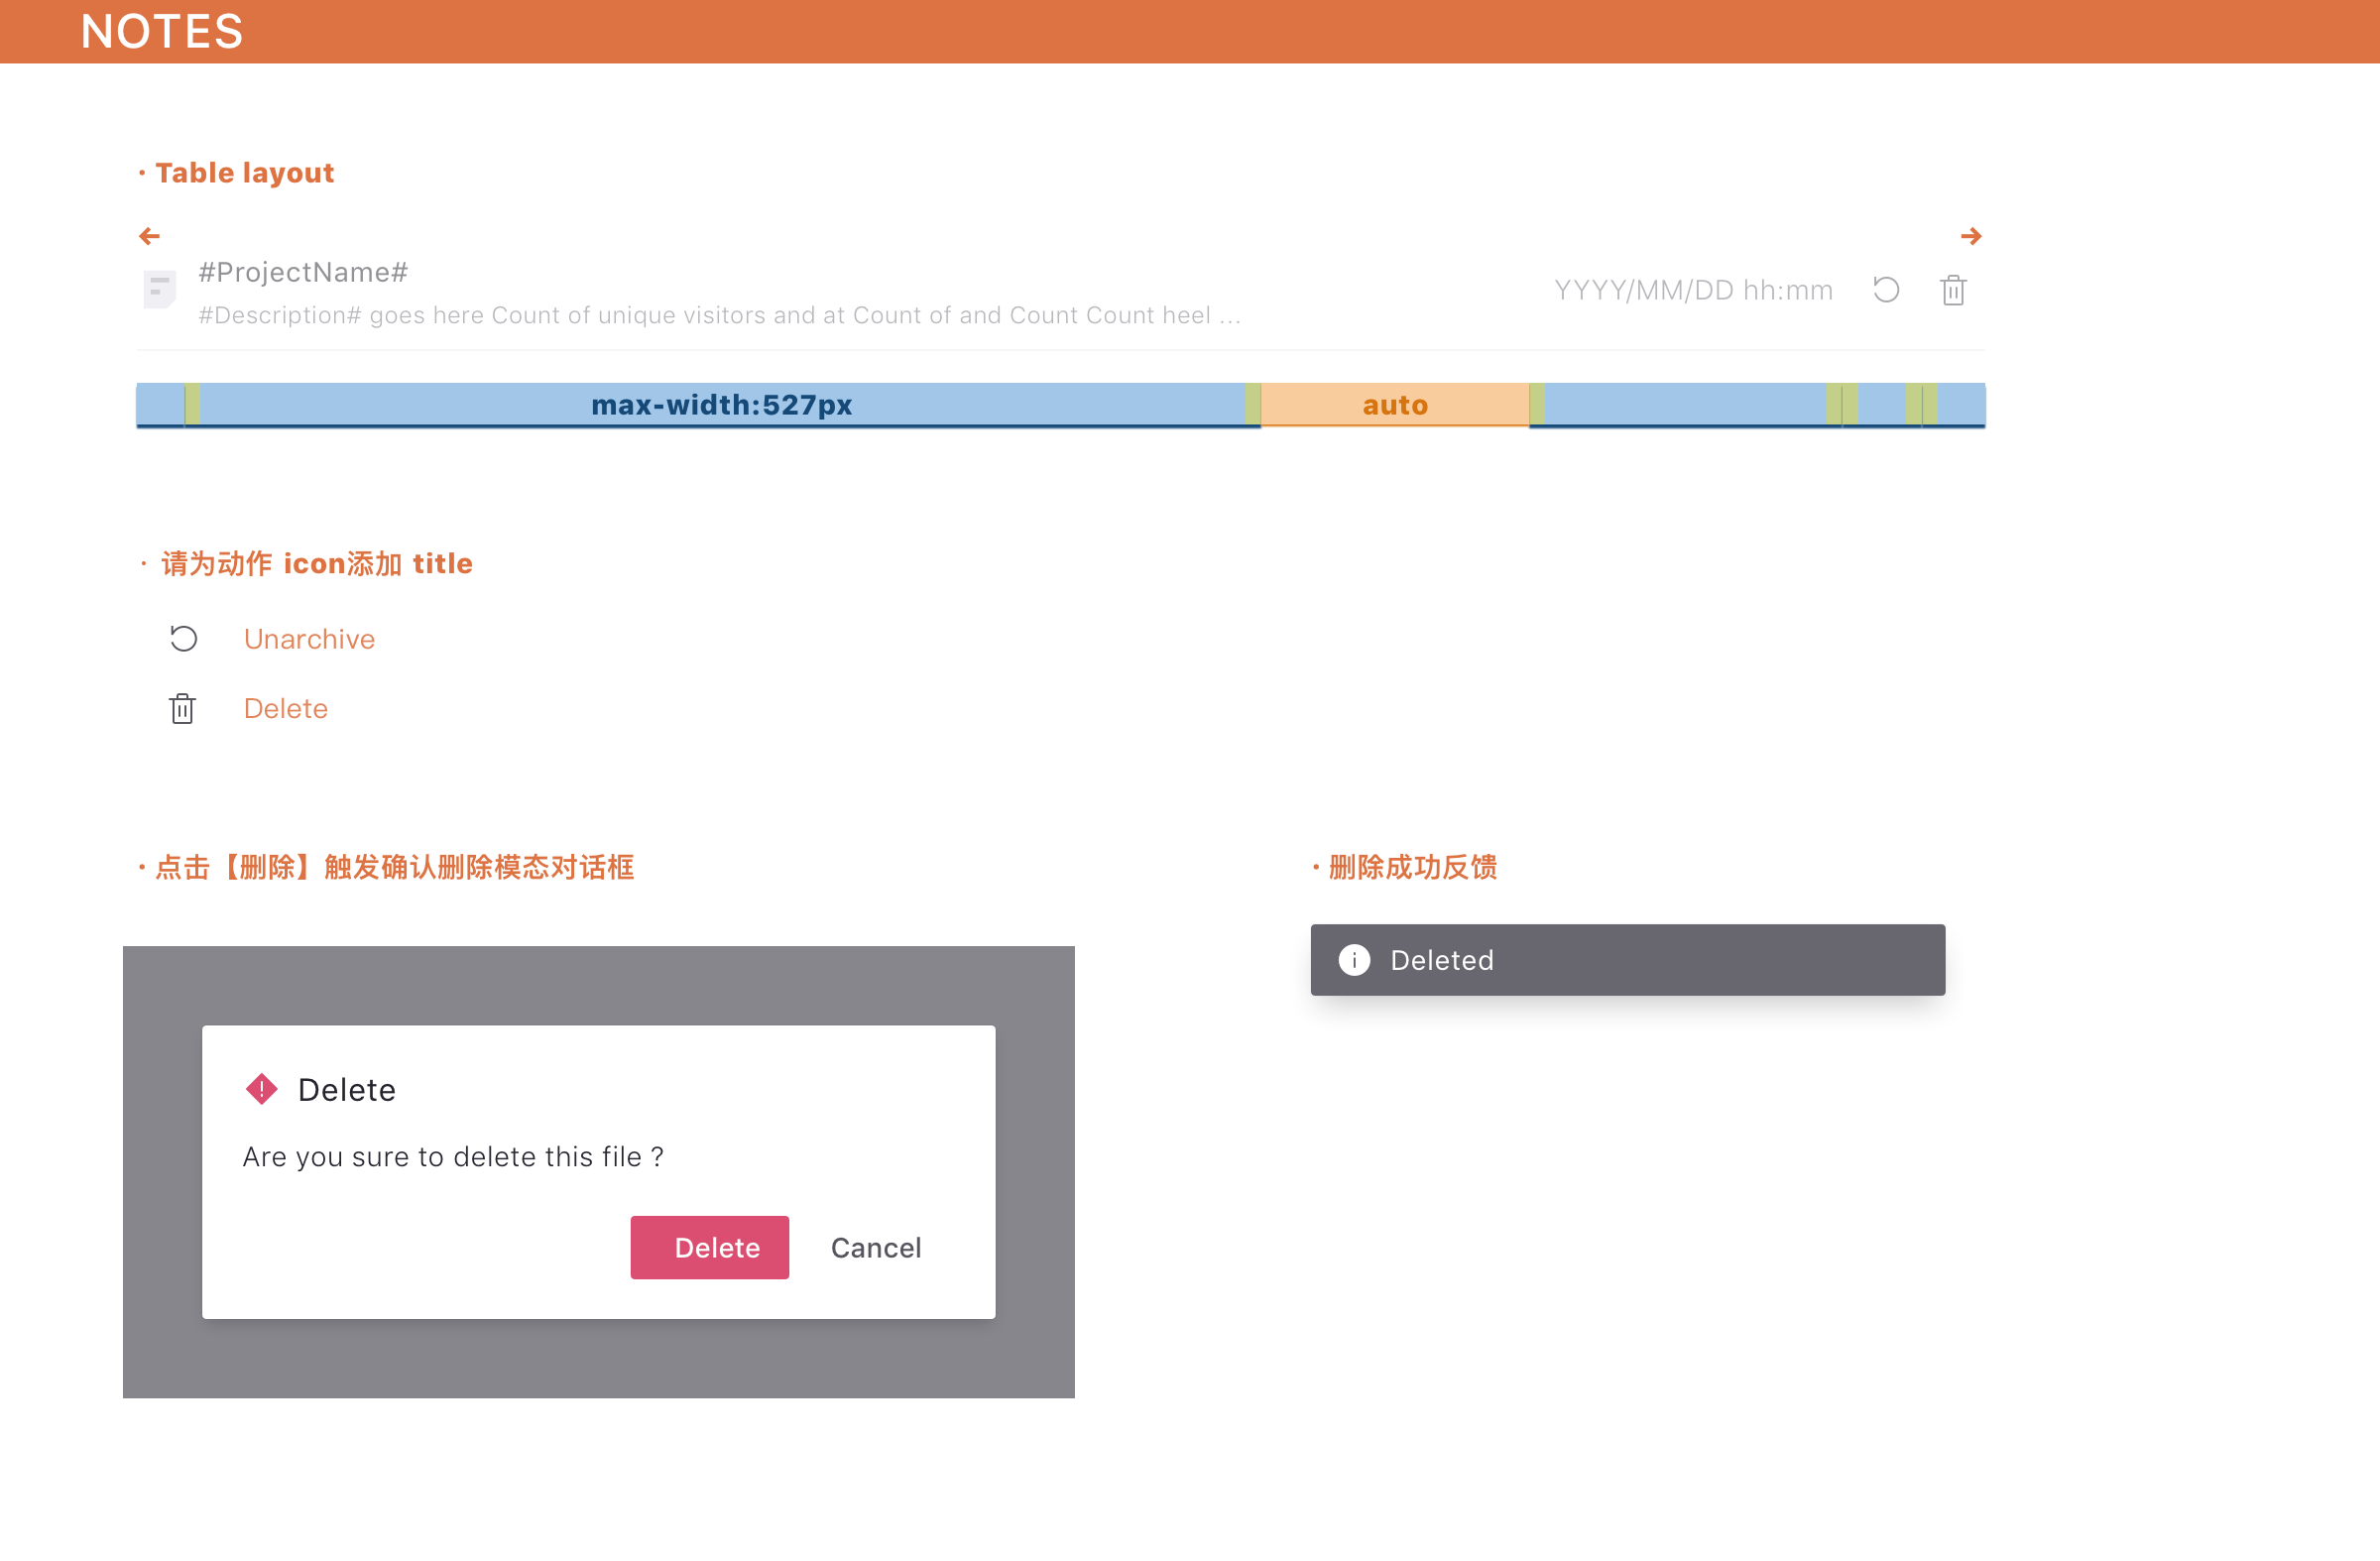 NOTES
· Table layout
#ProjectName#
#Description# goes here Count of unique visitors and at Count of and Count Count heel ...
YYYY/MM/DD hh:mm
max-width:527px
auto
· 请为动作 icon添加 title
Unarchive
Delete
· 点击【删除】触发确认删除模态对话框
Delete
Are you sure to delete this file ?
Delete
Cancel
· 删除成功反馈
Deleted